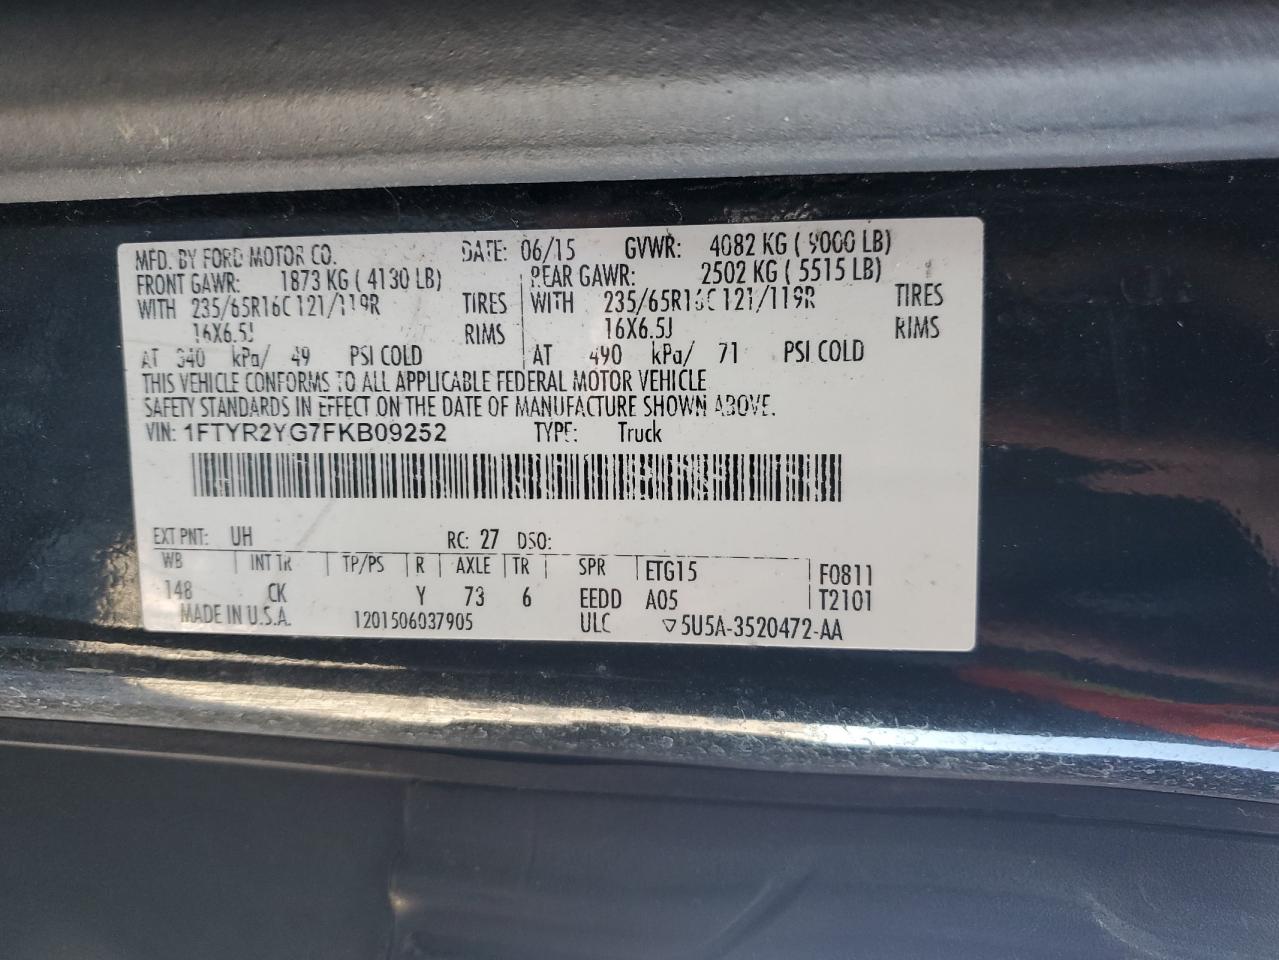 MFD. BY FORD MOTOR CO. DATE: 06/15 GVWR: 4082 KG ( 9000 LB)
FRONT GAWR: 1873 KG ( 4130 LB) REAR GAWR: 2502 KG ( 5515 LB)
WITH 235/65R16C 121/119R TIRES WITH 235/65R16C 121/119R TIRES
16X6.5J RIMS 16X6.5J RIMS
AT 340 kPa/ 49 PSI COLD AT 490 kPa/ 71 PSI COLD
THIS VEHICLE CONFORMS TO ALL APPLICABLE FEDERAL MOTOR VEHICLE
SAFETY STANDARDS IN EFFECT ON THE DATE OF MANUFACTURE SHOWN ABOVE.
VIN: 1FTYR2YG7FKB09252 TYPE: Truck
EXT PNT: UH RC: 27 DSO:
WB INT TR TP/PS R AXLE TR SPR ETG15 F0811
148 CK Y 73 6 EEDD A05 T2101
MADE IN U.S.A. 1201506037905 ULC ▽5U5A-3520472-AA